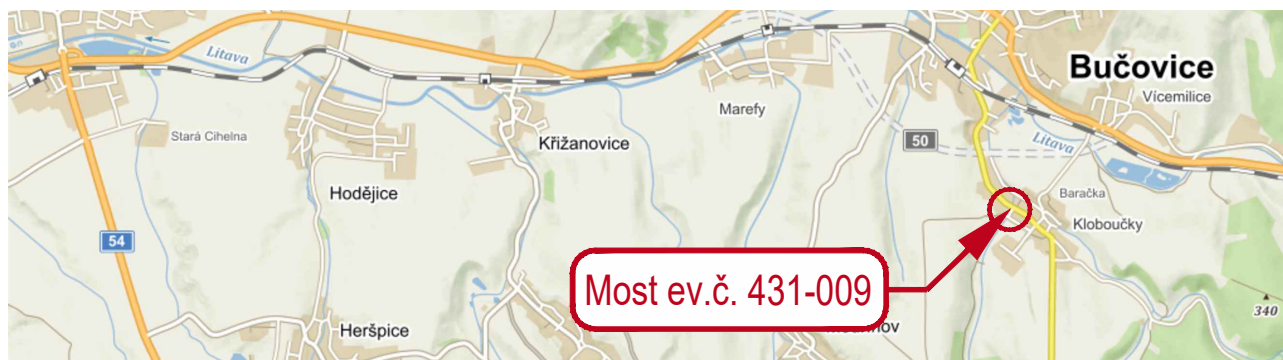 Litava
Bučovice
Vícemilice
Marefy
Stará Cihelna
50
Křižanovice
Litava
Hodějice
Baračka
Kloboučky
54
Most ev.č. 431-009
340
Heršpice